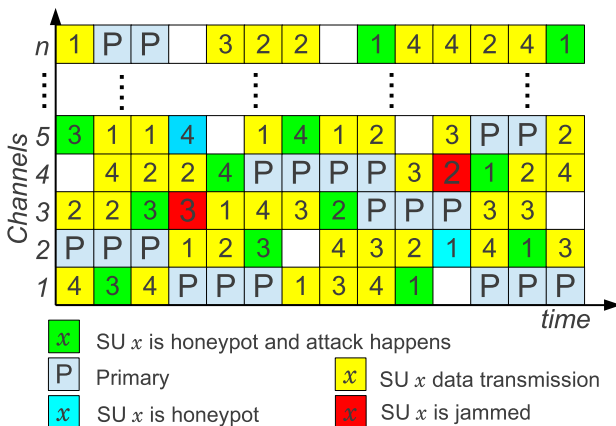 n 1 P P 3 2 2 1 4 4 2 4 1
5 3 1 1 4 1 4 1 2 3 P P 2
4 4 2 2 4 P P P P 3 2 1 2 4
3 2 2 3 3 1 4 3 2 P P P 3 3
2 P P P 1 2 3 4 3 2 1 4 1 3
1 4 3 4 P P P 1 3 4 1 P P P
Channels
time
x SU x is honeypot and attack happens
P Primary
x SU x data transmission
x SU x is honeypot
x SU x is jammed